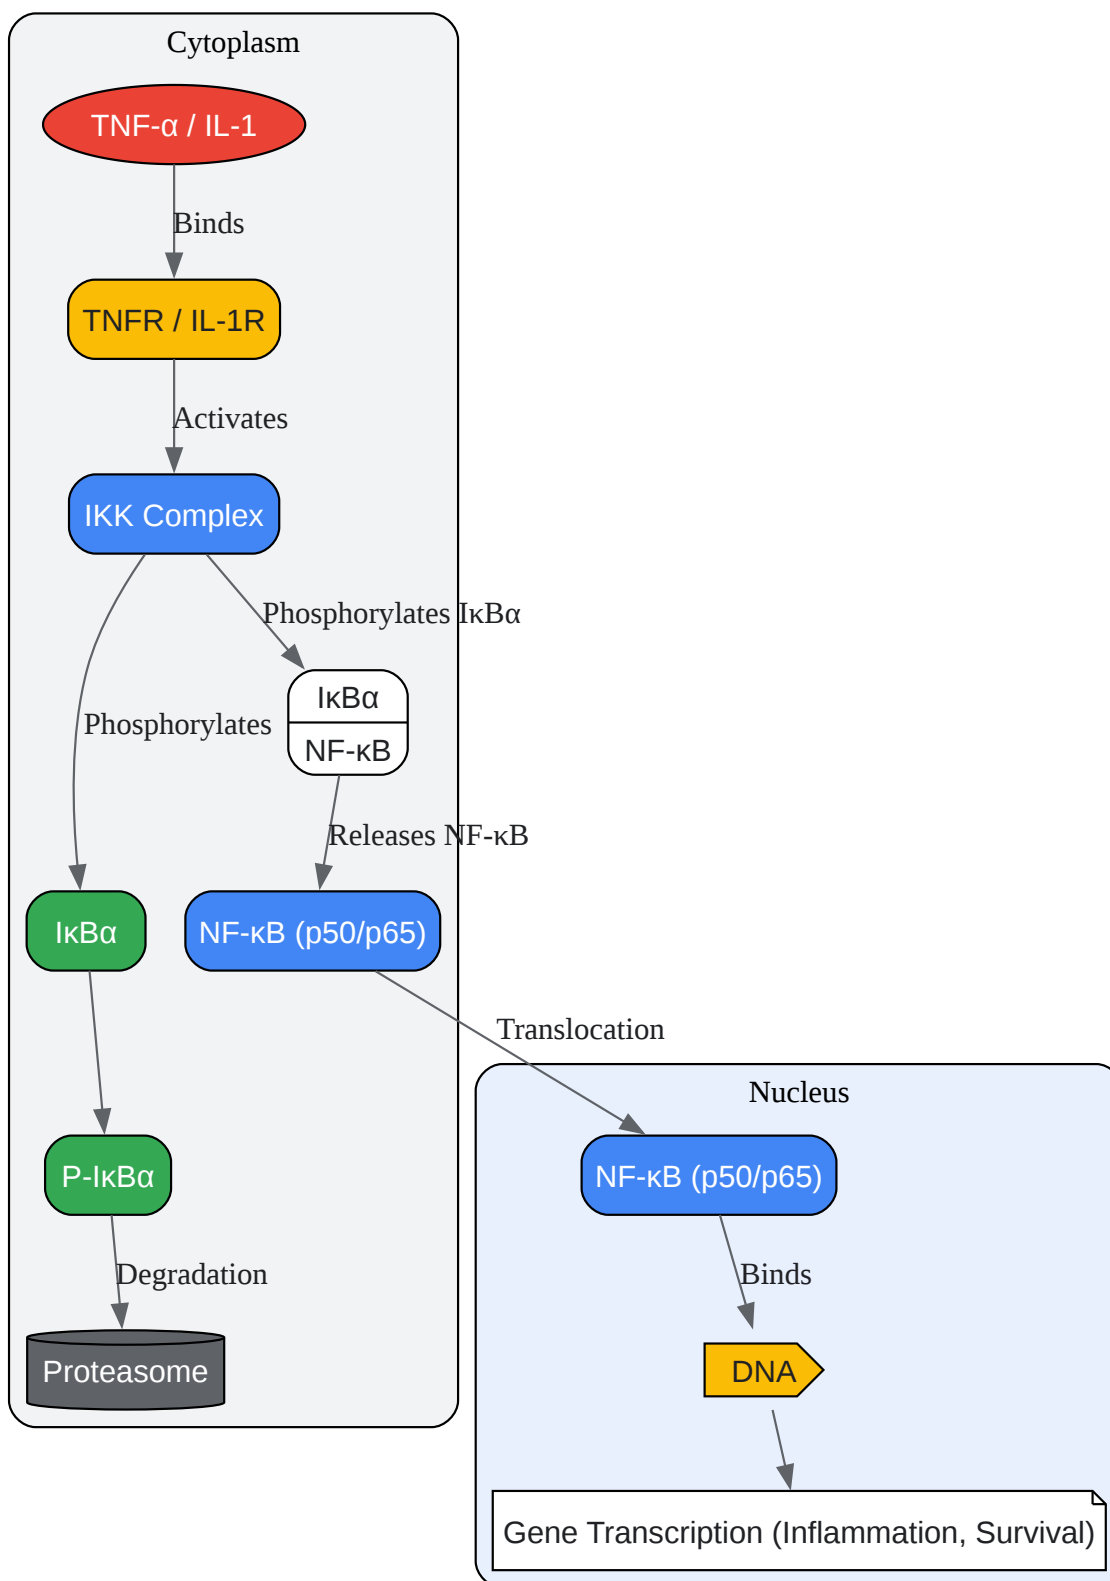 Cytoplasm
TNF-α / IL-1
Binds
TNFR / IL-1R
Activates
IKK Complex
Phosphorylates IκBα
IκBα
NF-κB
Phosphorylates
Releases NF-κB
IκBα
NF-κB (p50/p65)
Translocation
Nucleus
P-IκBα
NF-κB (p50/p65)
Degradation
Binds
Proteasome
DNA
Gene Transcription (Inflammation, Survival)